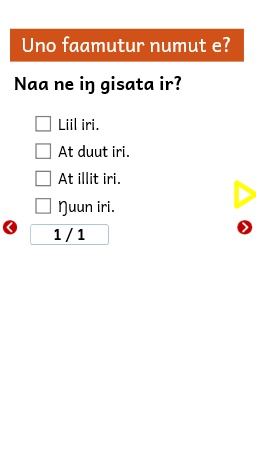 Uno faamutur numut e?
Naa ne iŋ gisata ir?
Liil iri.
At duut iri.
At illit iri.
Ŋuun iri.
1 / 1